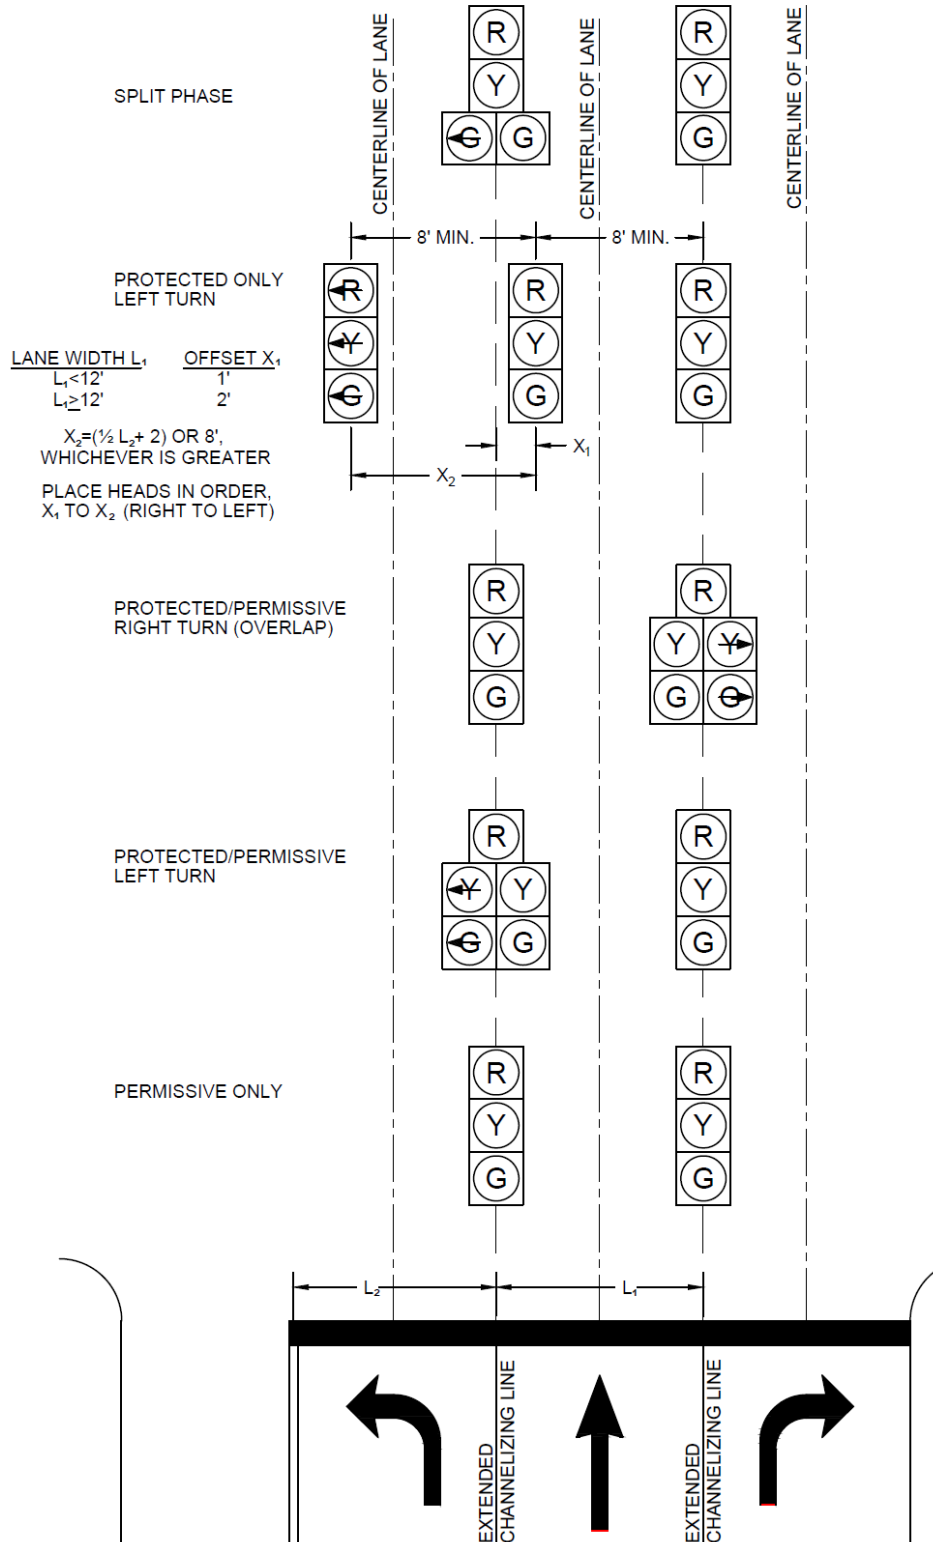 CENTERLINE OF LANE
CENTERLINE OF LANE
CENTERLINE OF LANE
SPLIT PHASE
R
R
Y
Y
G G
G
8' MIN.
8' MIN.
PROTECTED ONLY
LEFT TURN
R
R
R
Y
Y
Y
G
G
G
LANE WIDTH L₁ OFFSET X₁
L₁<12' 1'
L₁≥12' 2'
X₂=(½ L₂+ 2) OR 8',
WHICHEVER IS GREATER
PLACE HEADS IN ORDER,
X₁ TO X₂ (RIGHT TO LEFT)
X₁
X₂
PROTECTED/PERMISSIVE
RIGHT TURN (OVERLAP)
R
R
Y
Y Y
G
G G
PROTECTED/PERMISSIVE
LEFT TURN
R
R
Y Y
Y
G G
G
PERMISSIVE ONLY
R
R
Y
Y
G
G
L₂
L₁
EXTENDED
CHANNELIZING LINE
EXTENDED
CHANNELIZING LINE